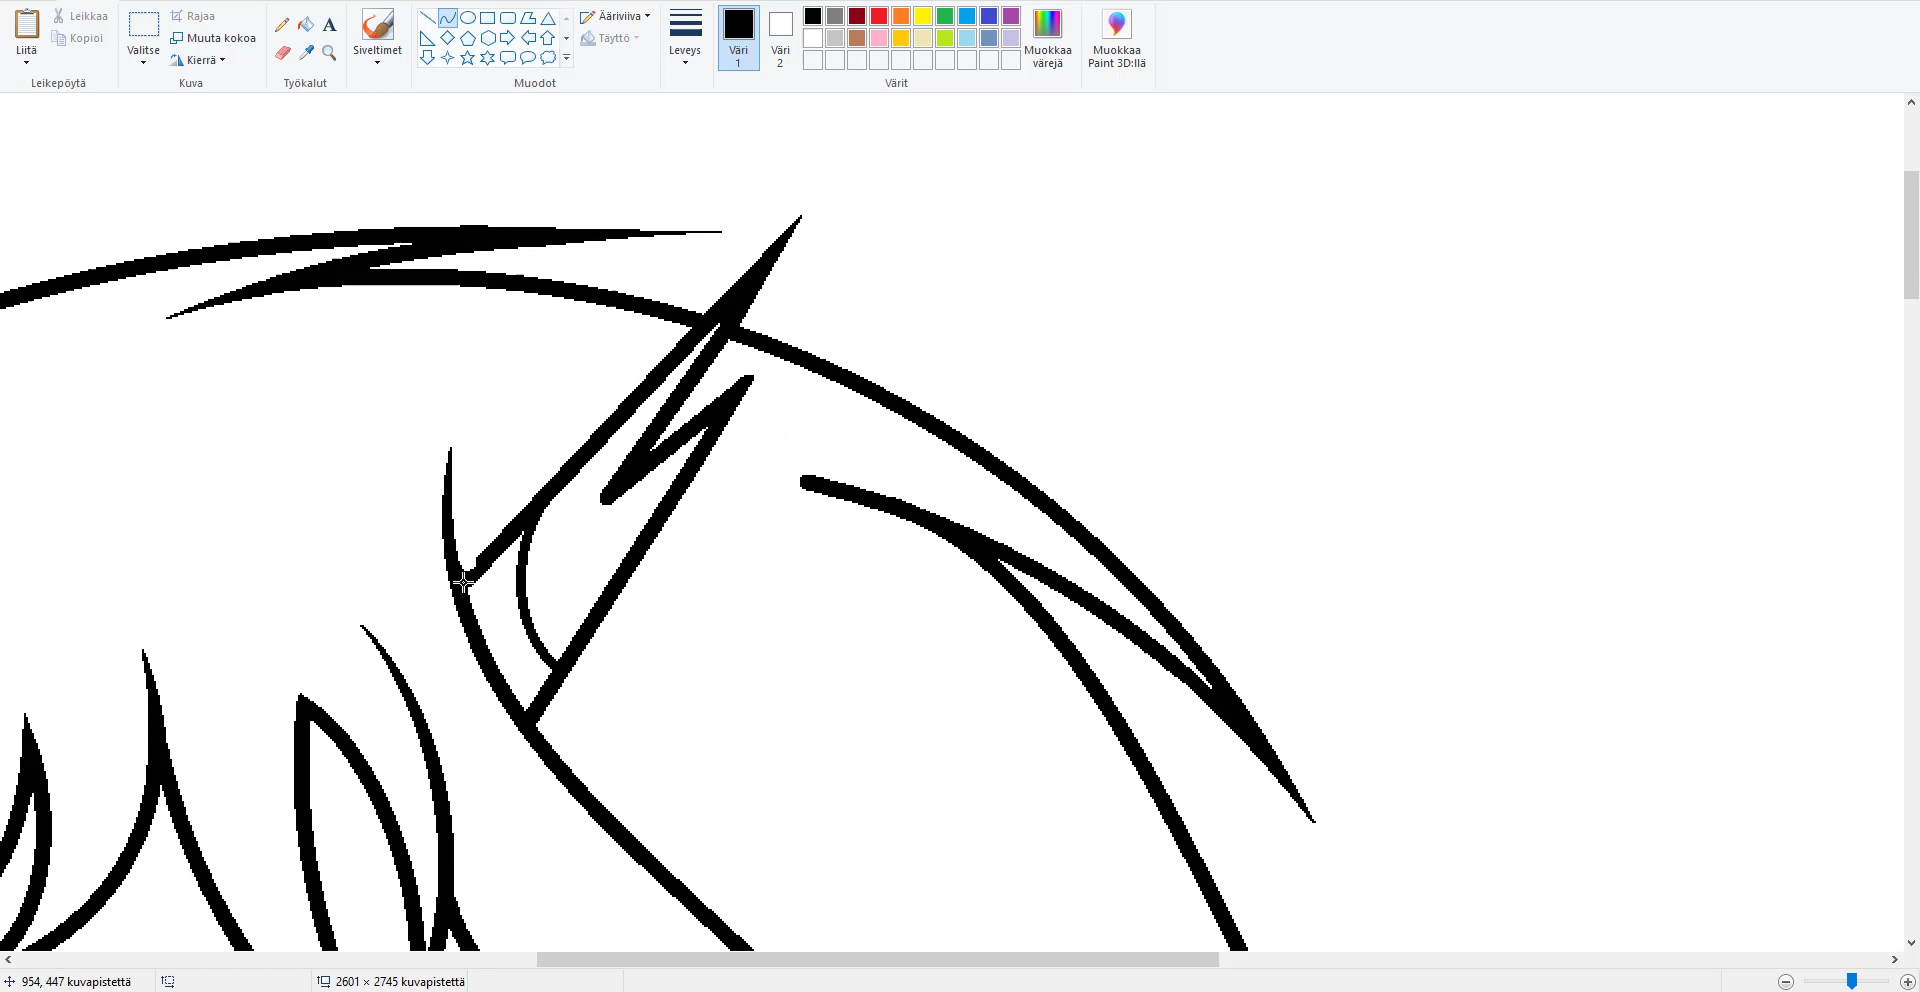 Liitä
Leikkaa
Kopioi
Leikepöytä
Valitse
Rajaa
Muuta kokoa
Kierrä
Kuva
A
Työkalut
Siveltimet
Ääriviiva
Täyttö
Muodot
Leveys
Väri
1
Väri
2
Muokkaa
värejä
Värit
Muokkaa
Paint 3D:llä
954, 447 kuvapistettä
2601 × 2745 kuvapistettä